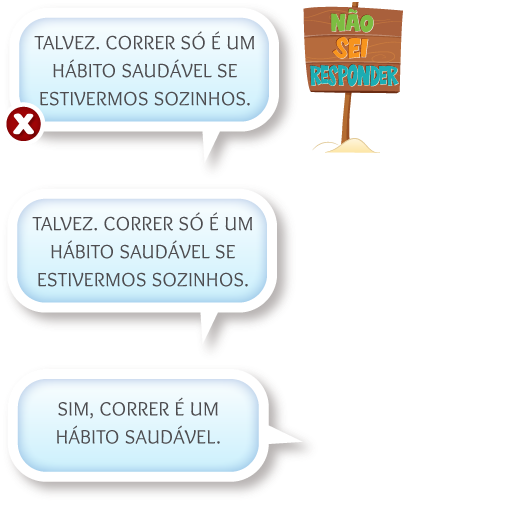 TALVEZ. CORRER SÓ É UM
HÁBITO SAUDÁVEL SE
ESTIVERMOS SOZINHOS.
X
NÃO
SEI
RESPONDER
TALVEZ. CORRER SÓ É UM
HÁBITO SAUDÁVEL SE
ESTIVERMOS SOZINHOS.
SIM, CORRER É UM
HÁBITO SAUDÁVEL.